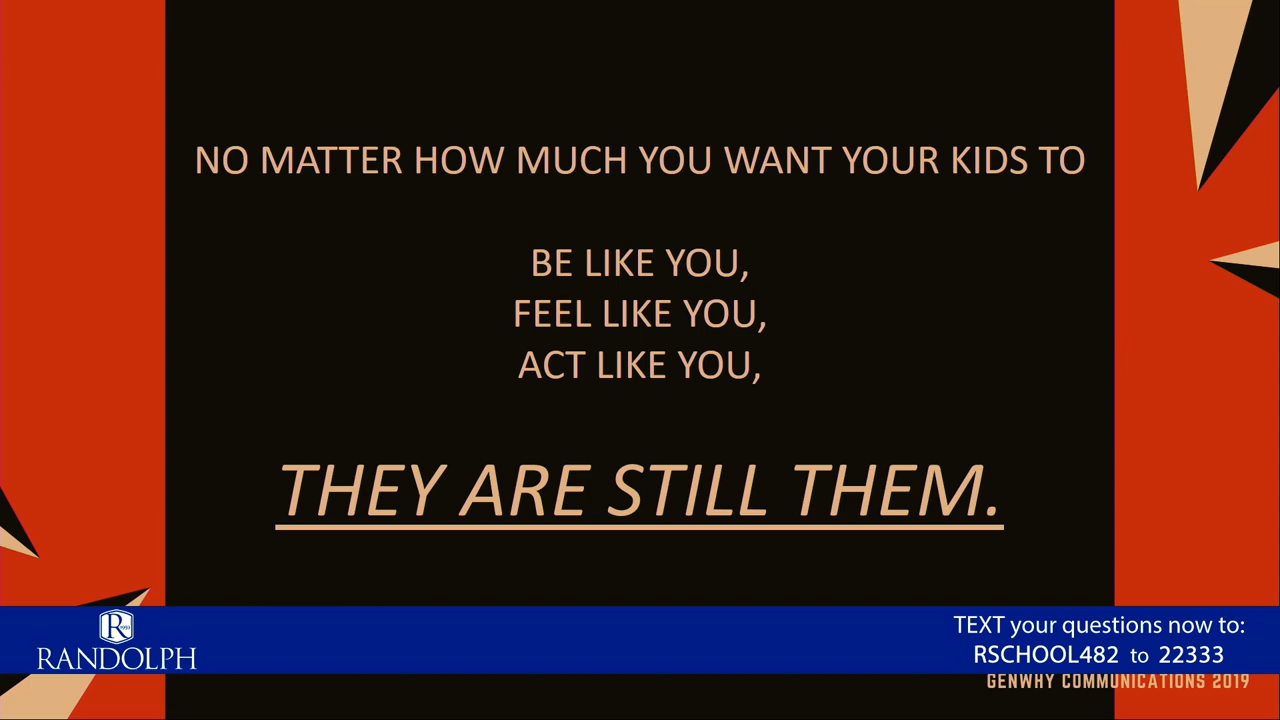 NO MATTER HOW MUCH YOU WANT YOUR KIDS TO
BE LIKE YOU,
FEEL LIKE YOU,
ACT LIKE YOU,
THEY ARE STILL THEM.
R 1959
RANDOLPH
TEXT your questions now to:
RSCHOOL482 to 22333
GENWHY COMMUNICATIONS 2019